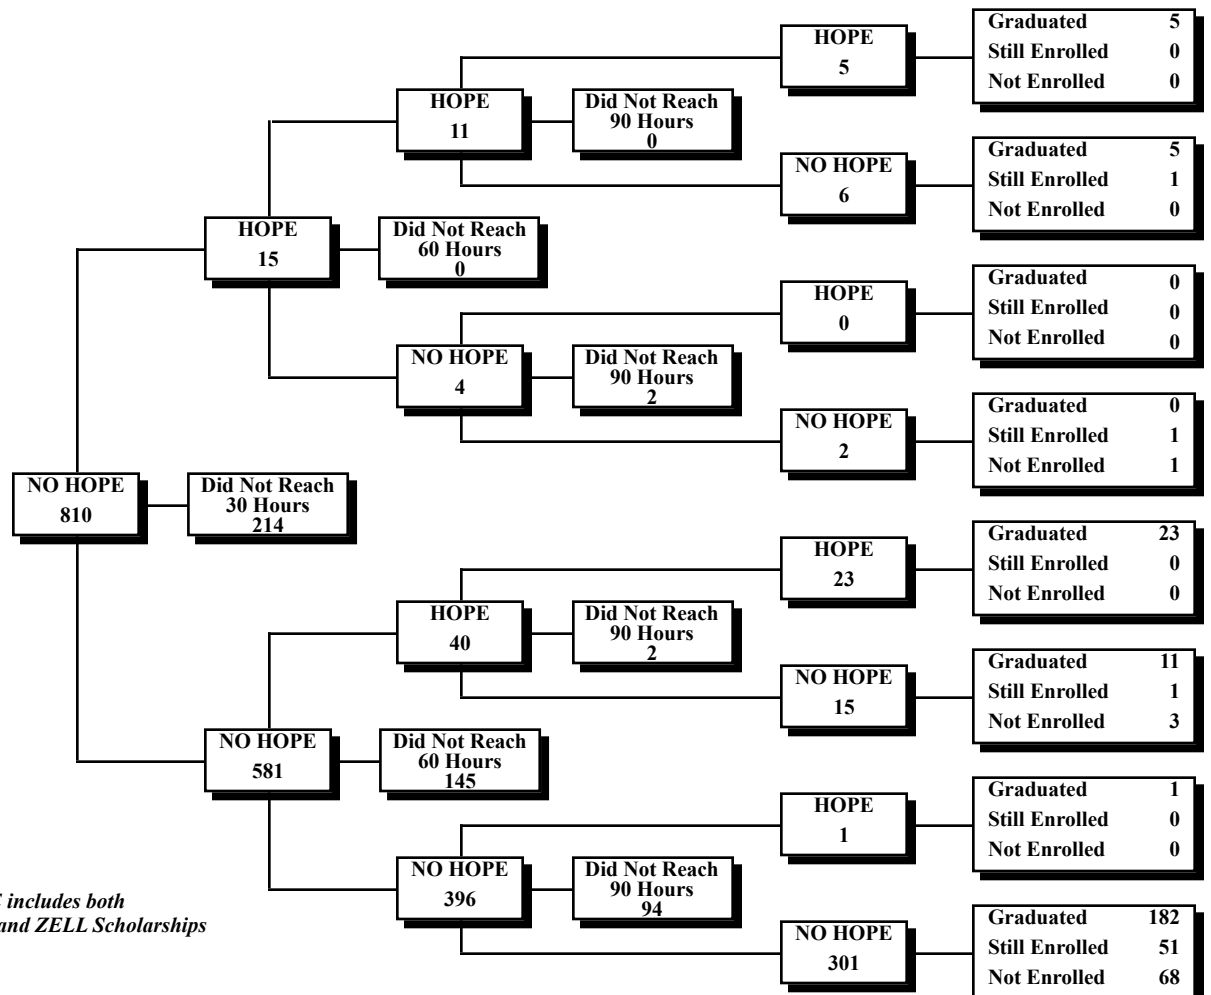 HOPE
5
Graduated 5
Still Enrolled 0
Not Enrolled 0
HOPE
11
Did Not Reach
90 Hours
0
NO HOPE
6
Graduated 5
Still Enrolled 1
Not Enrolled 0
HOPE
15
Did Not Reach
60 Hours
0
HOPE
0
Graduated 0
Still Enrolled 0
Not Enrolled 0
NO HOPE
4
Did Not Reach
90 Hours
2
NO HOPE
2
Graduated 0
Still Enrolled 1
Not Enrolled 1
NO HOPE
810
Did Not Reach
30 Hours
214
HOPE
23
Graduated 23
Still Enrolled 0
Not Enrolled 0
HOPE
40
Did Not Reach
90 Hours
2
NO HOPE
15
Graduated 11
Still Enrolled 1
Not Enrolled 3
NO HOPE
581
Did Not Reach
60 Hours
145
HOPE
1
Graduated 1
Still Enrolled 0
Not Enrolled 0
NO HOPE
396
Did Not Reach
90 Hours
94
NO HOPE
301
Graduated 182
Still Enrolled 51
Not Enrolled 68
includes both
and ZELL Scholarships